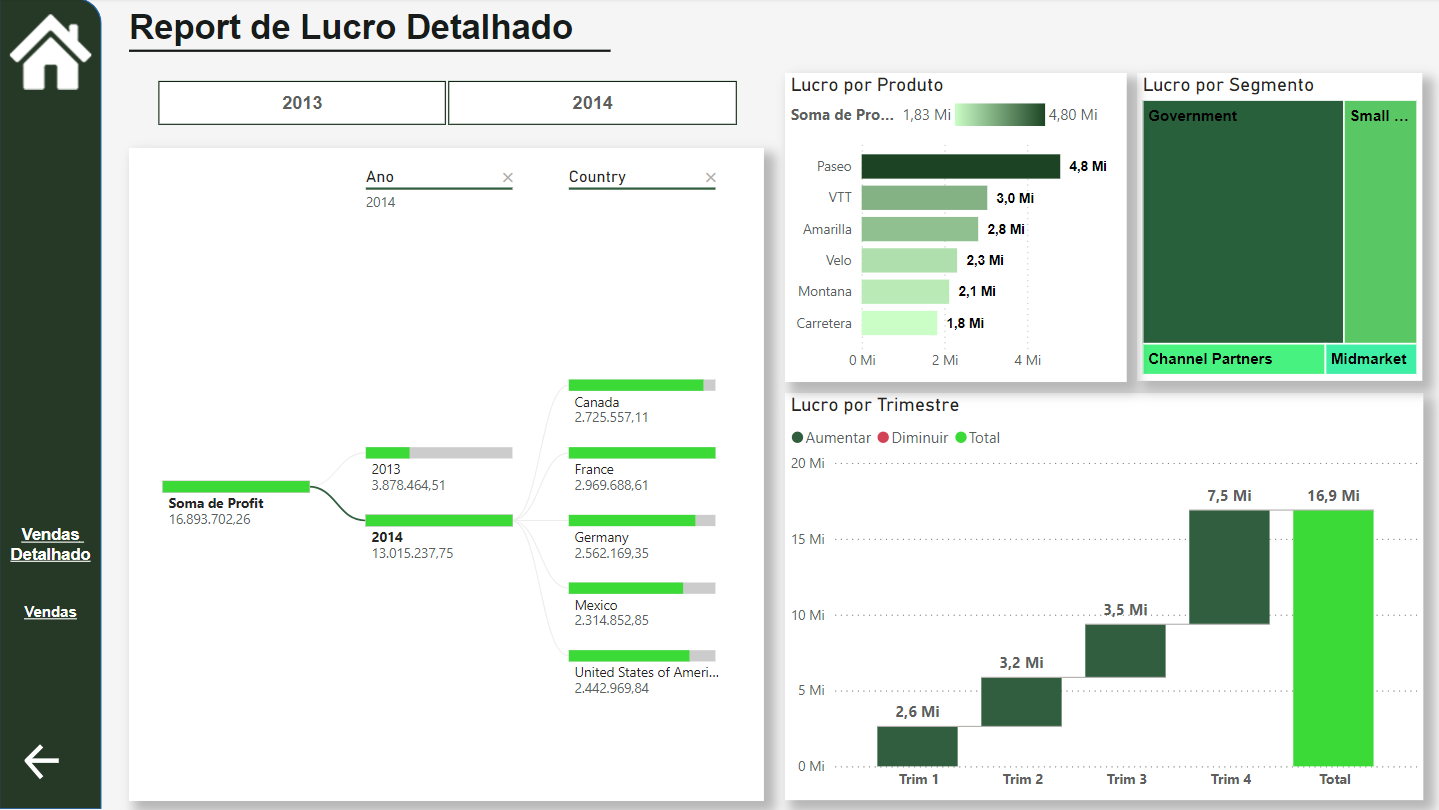 Report de Lucro Detalhado
2013
2014
Ano
2014
Country
Soma de Profit
16.893.702,26
2013
3.878.464,51
2014
13.015.237,75
Canada
2.725.557,11
France
2.969.688,61
Germany
2.562.169,35
Mexico
2.314.852,85
United States of Ameri...
2.442.969,84
Vendas
Detalhado
Vendas
Lucro por Produto
Soma de Pro... 1,83 Mi 4,80 Mi
Paseo 4,8 Mi
VTT 3,0 Mi
Amarilla 2,8 Mi
Velo 2,3 Mi
Montana 2,1 Mi
Carretera 1,8 Mi
0 Mi 2 Mi 4 Mi
Lucro por Segmento
Government
Small ...
Channel Partners
Midmarket
Lucro por Trimestre
Aumentar Diminuir Total
20 Mi
15 Mi
10 Mi
5 Mi
0 Mi
2,6 Mi
3,2 Mi
3,5 Mi
7,5 Mi
16,9 Mi
Trim 1 Trim 2 Trim 3 Trim 4 Total